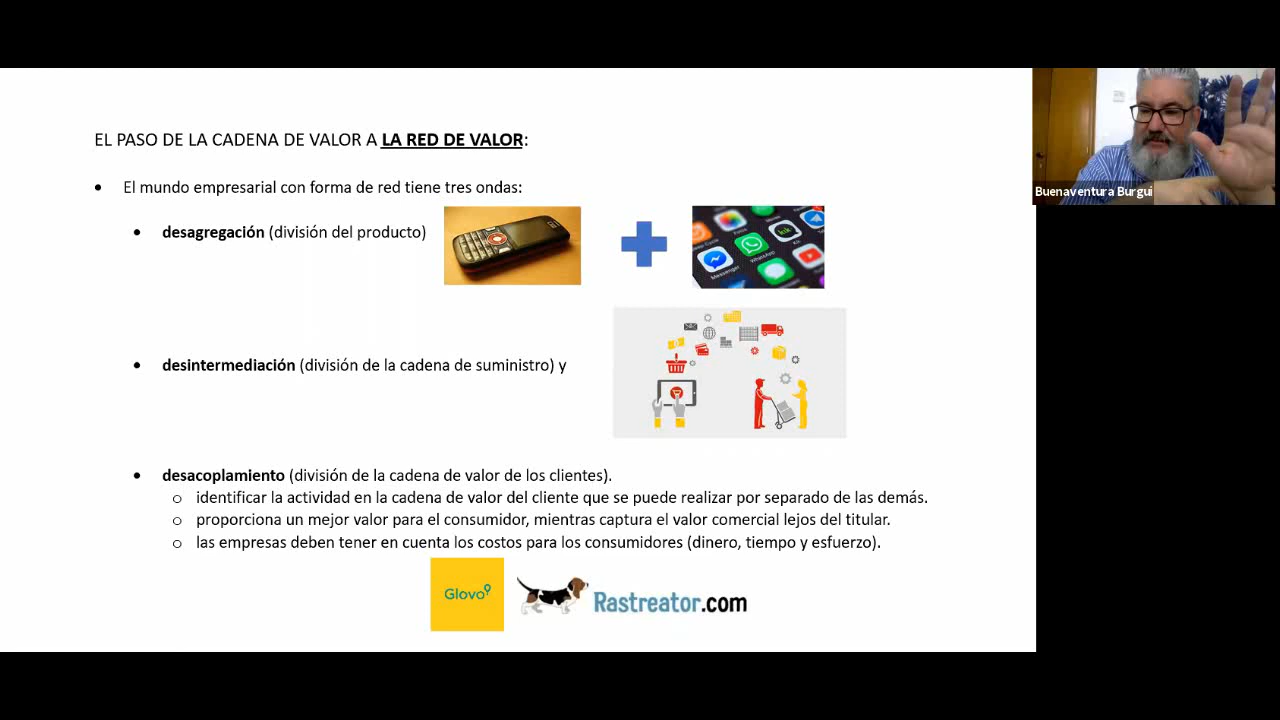 EL PASO DE LA CADENA DE VALOR A LA RED DE VALOR:
• El mundo empresarial con forma de red tiene tres ondas:
• desagregación (división del producto)
Messenger
WhatsApp
Kik
• desintermediación (división de la cadena de suministro) y
• desacoplamiento (división de la cadena de valor de los clientes).
o identificar la actividad en la cadena de valor del cliente que se puede realizar por separado de las demás.
o proporciona un mejor valor para el consumidor, mientras captura el valor comercial lejos del titular.
o las empresas deben tener en cuenta los costos para los consumidores (dinero, tiempo y esfuerzo).
Glovo
Rastreator.com
Buenaventura Burgui